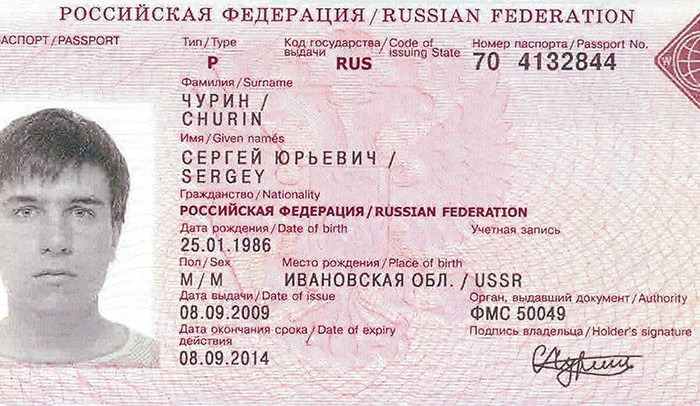 РОССИЙСКАЯ ФЕДЕРАЦИЯ / RUSSIAN FEDERATION
АСПОРТ / PASSPORT
Тип / Type
Код государства / Code of
выдачи issuing State
Номер паспорта / Passport No.
P
RUS
70 4132844
Фамилия / Surname
ЧУРИН /
CHURIN
Имя / Given names
СЕРГЕЙ ЮРЬЕВИЧ /
SERGEY
Гражданство / Nationality
РОССИЙСКАЯ ФЕДЕРАЦИЯ / RUSSIAN FEDERATION
Дата рождения / Date of birth
Учетная запись
25.01.1986
Пол / Sex
Место рождения / Place of birth
М / M
ИВАНОВСКАЯ ОБЛ. / USSR
Дата выдачи / Date of issue
Орган, выдавший документ / Authority
08.09.2009
ФМС 50049
Дата окончания срока / Date of expiry
действия
Подпись владельца / Holder's signature
08.09.2014